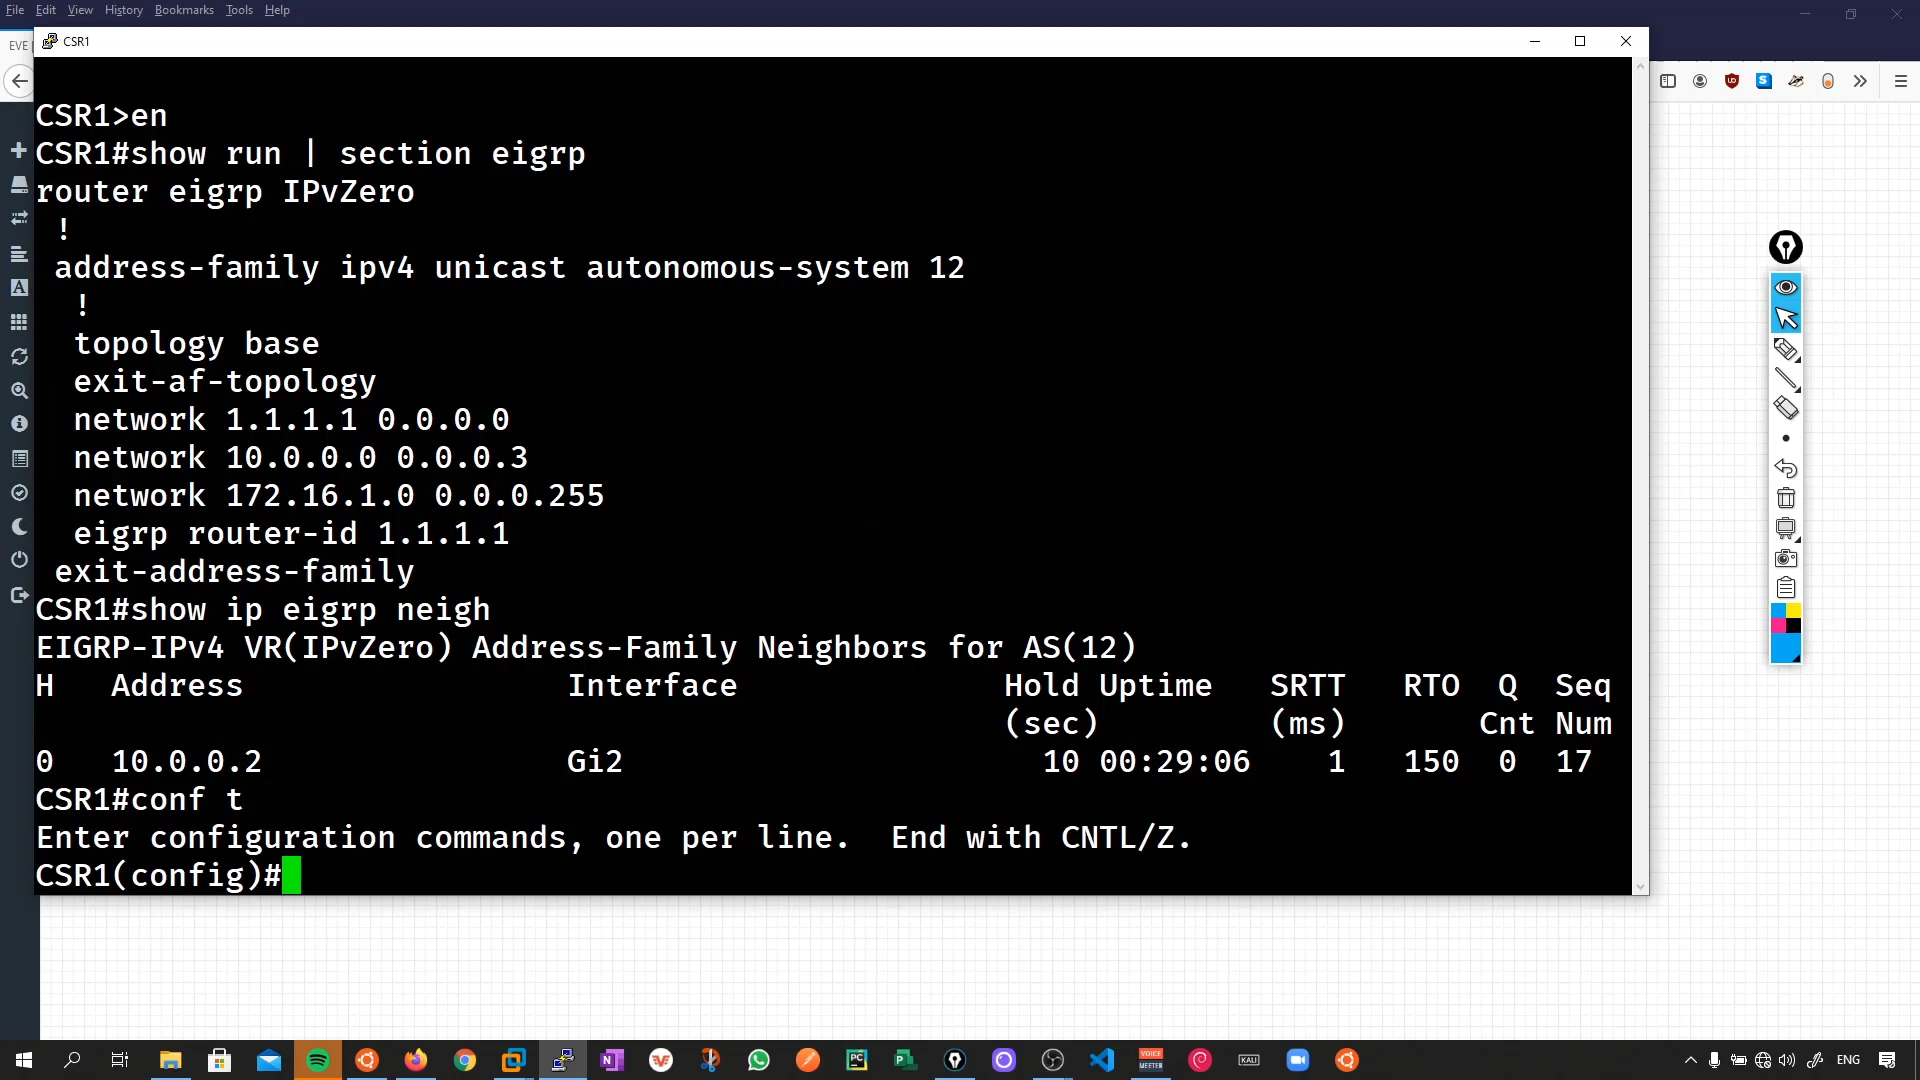 File Edit View History Bookmarks Tools Help
EVE
CSR1
CSR1>en
CSR1#show run | section eigrp
router eigrp IPvZero
!
address-family ipv4 unicast autonomous-system 12
!
topology base
exit-af-topology
network 1.1.1.1 0.0.0.0
network 10.0.0.0 0.0.0.3
network 172.16.1.0 0.0.0.255
eigrp router-id 1.1.1.1
exit-address-family
CSR1#show ip eigrp neigh
EIGRP-IPv4 VR(IPvZero) Address-Family Neighbors for AS(12)
H Address Interface Hold Uptime SRTT RTO Q Seq
(sec) (ms) Cnt Num
0 10.0.0.2 Gi2 10 00:29:06 1 150 0 17
CSR1#conf t
Enter configuration commands, one per line. End with CNTL/Z.
CSR1(config)#
VOICE
MEETER
KALI
ENG